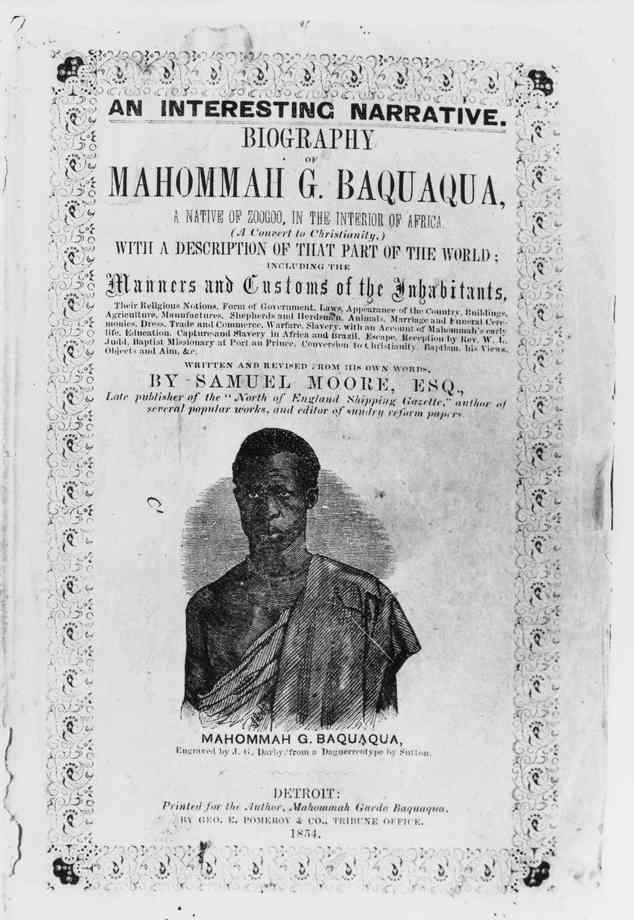 AN INTERESTING NARRATIVE.
BIOGRAPHY
OF
MAHOMMAH G. BAQUAQUA,
A NATIVE OF ZOOGOO, IN THE INTERIOR OF AFRICA.
(A Convert to Christianity,)
WITH A DESCRIPTION OF THAT PART OF THE WORLD;
INCLUDING THE
Manners and Customs of the Inhabitants,
Their Religious Notions, Form of Government, Laws, Appearance of the Country, Buildings,
Agriculture, Manufactures, Shepherds and Herdsmen, Animals, Marriage and Funeral Cere-
monies, Dress, Trade and Commerce, Warfare, Slavery, with an Account of Mahommah's early
life, Education, Capture and Slavery in Africa and Brazil, Escape, Reception by Rev. W. L.
Judd, Baptist Missionary at Port au Prince, Conversion to Christianity, Baptism, his Views,
Objects and Aim, &c.
WRITTEN AND REVISED FROM HIS OWN WORDS,
BY SAMUEL MOORE, ESQ.,
Late publisher of the "North of England Shipping Gazette," author of
several popular works, and editor of sundry reform papers.
MAHOMMAH G. BAQUAQUA,
Engraved by J. G. Darby, from a Daguerreotype by Sutton.
DETROIT:
Printed for the Author, Mahommah Gardo Baquaqua,
BY GEO. E. POMEROY & CO., TRIBUNE OFFICE.
1854.